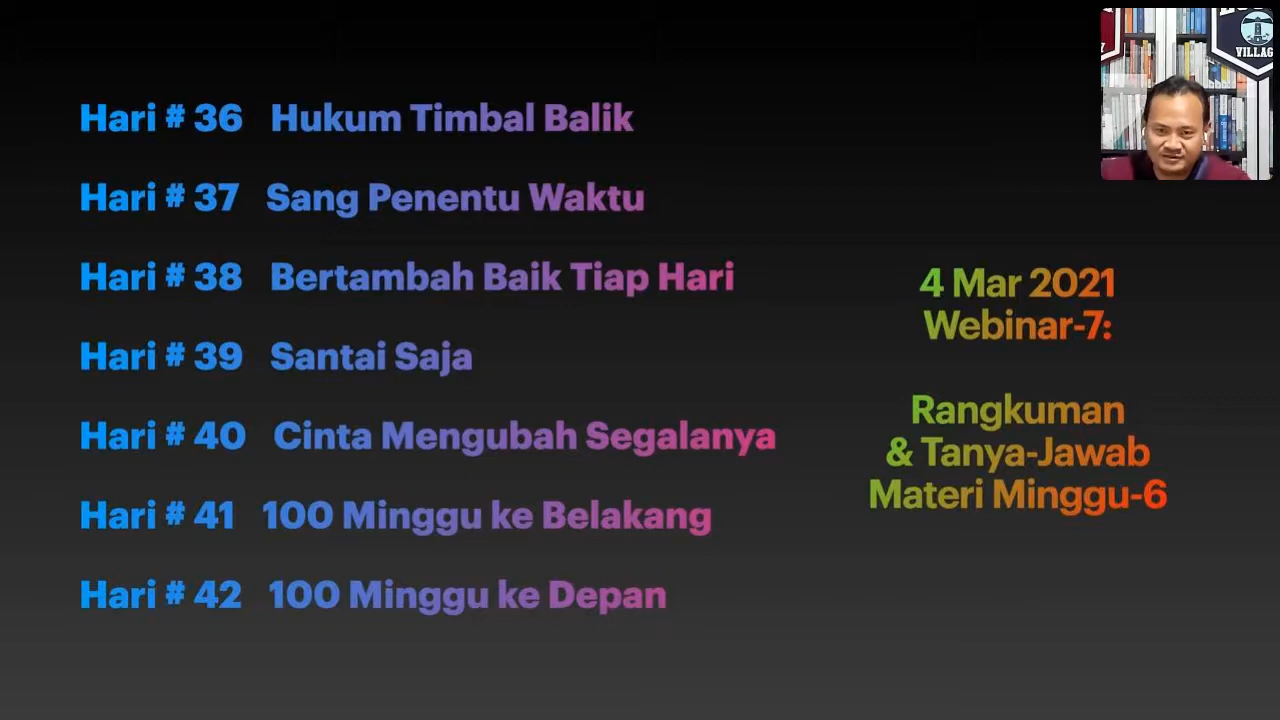 Hari # 36 Hukum Timbal Balik
Hari # 37 Sang Penentu Waktu
Hari # 38 Bertambah Baik Tiap Hari
Hari # 39 Santai Saja
Hari # 40 Cinta Mengubah Segalanya
Hari # 41 100 Minggu ke Belakang
Hari # 42 100 Minggu ke Depan
4 Mar 2021
Webinar-7:
Rangkuman
& Tanya-Jawab
Materi Minggu-6
VILLAG